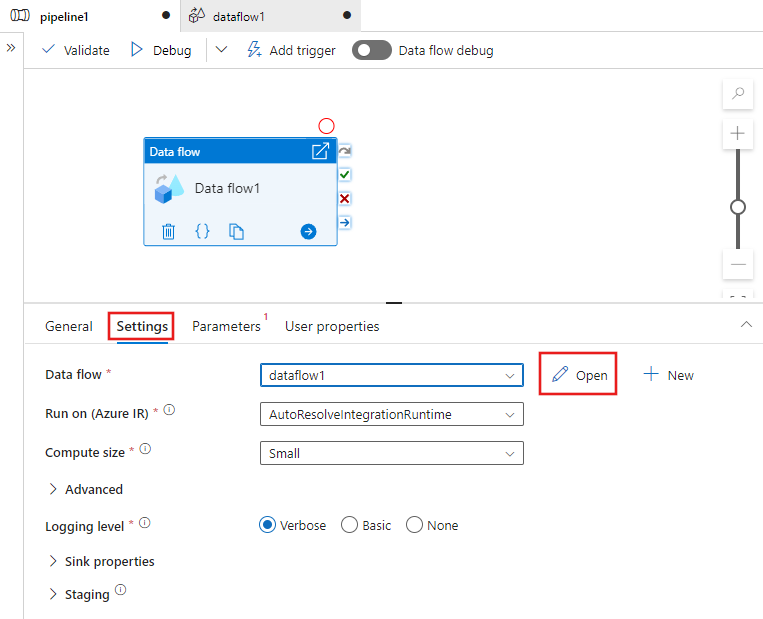 pipeline1
dataflow1
Validate Debug Add trigger Data flow debug
Data flow
Data flow1
General Settings Parameters 1 User properties
Data flow * dataflow1 Open New
Run on (Azure IR) * AutoResolveIntegrationRuntime
Compute size * Small
Advanced
Logging level * Verbose Basic None
Sink properties
Staging